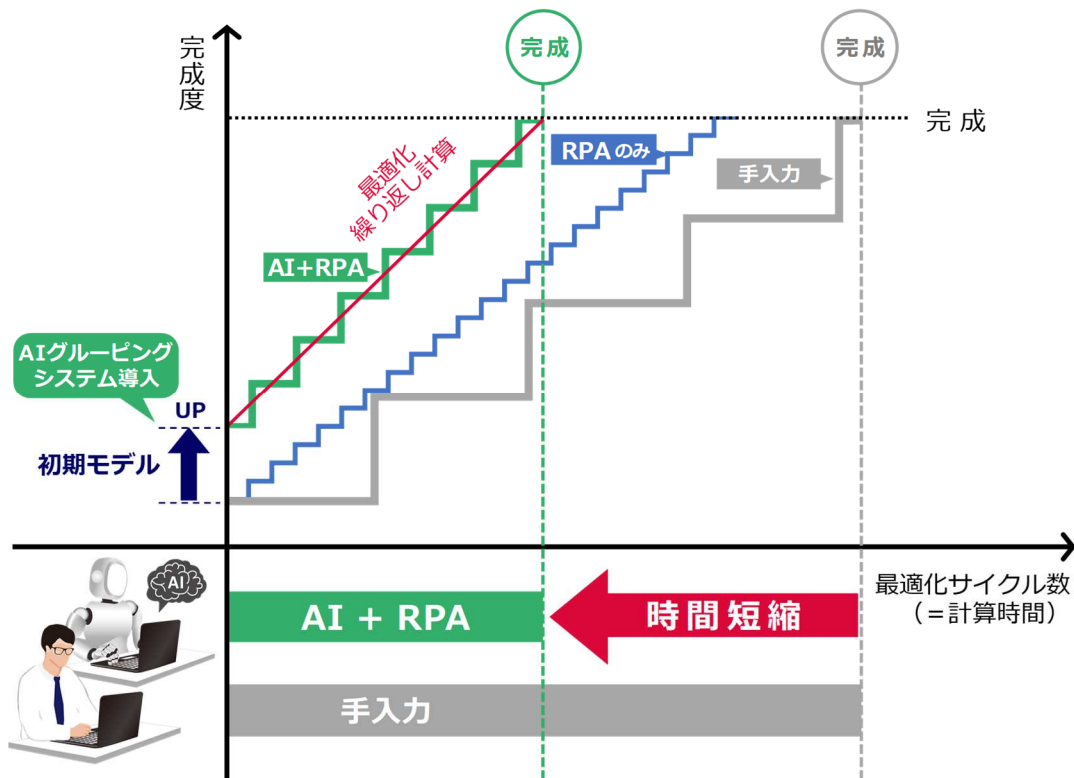 完成度
完成
完成
完成
最適化
繰り返し計算
RPAのみ
手入力
AI+RPA
AIグルーピング
システム導入
UP
初期モデル
AI
最適化サイクル数
（＝計算時間）
AI + RPA
時間短縮
手入力